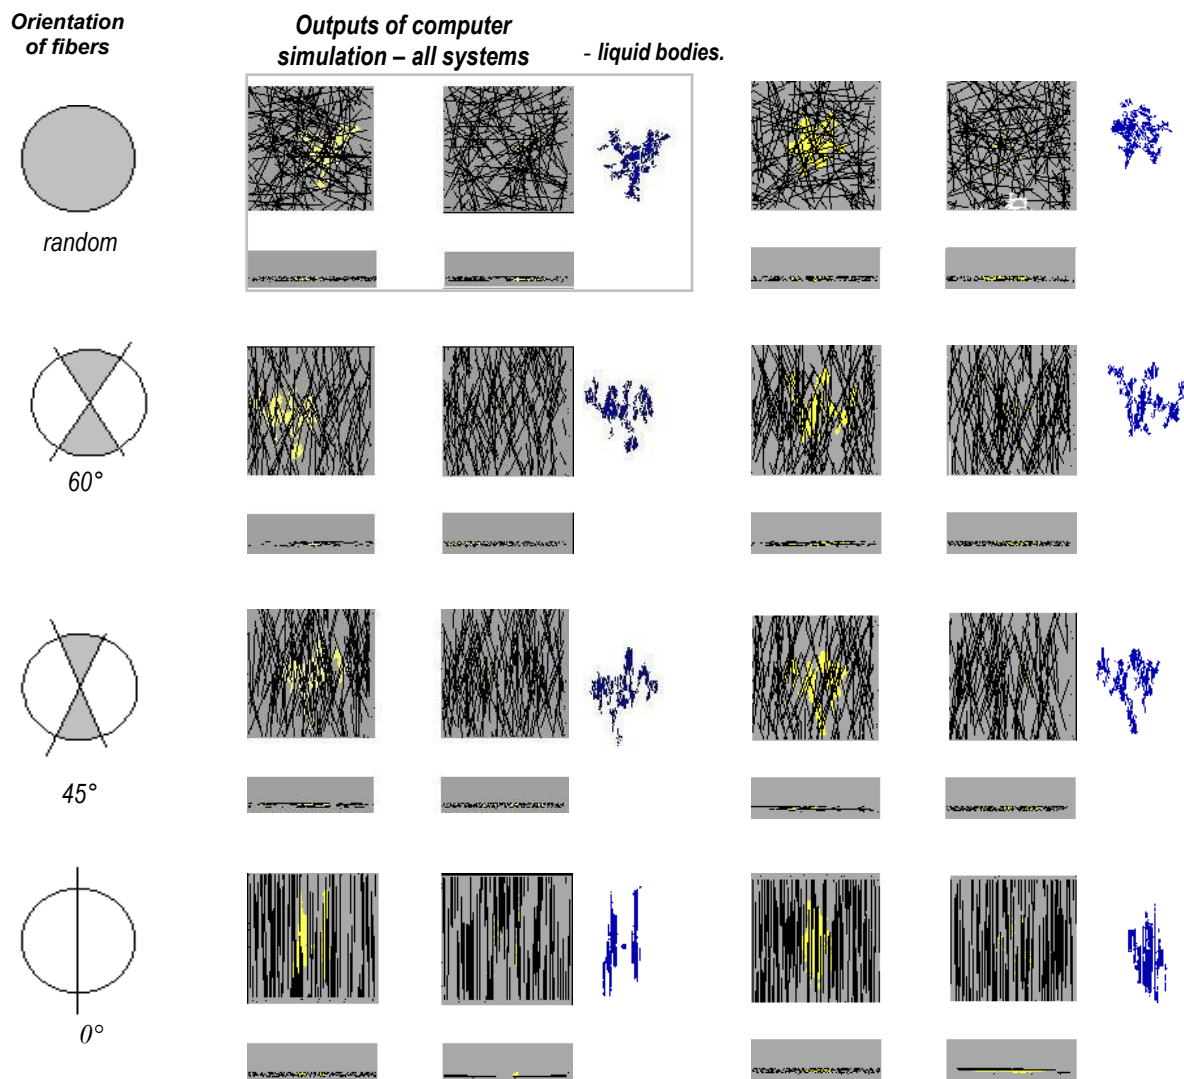 Orientation
of fibers
Outputs of computer
simulation – all systems
- liquid bodies.
random
60°
45°
0°